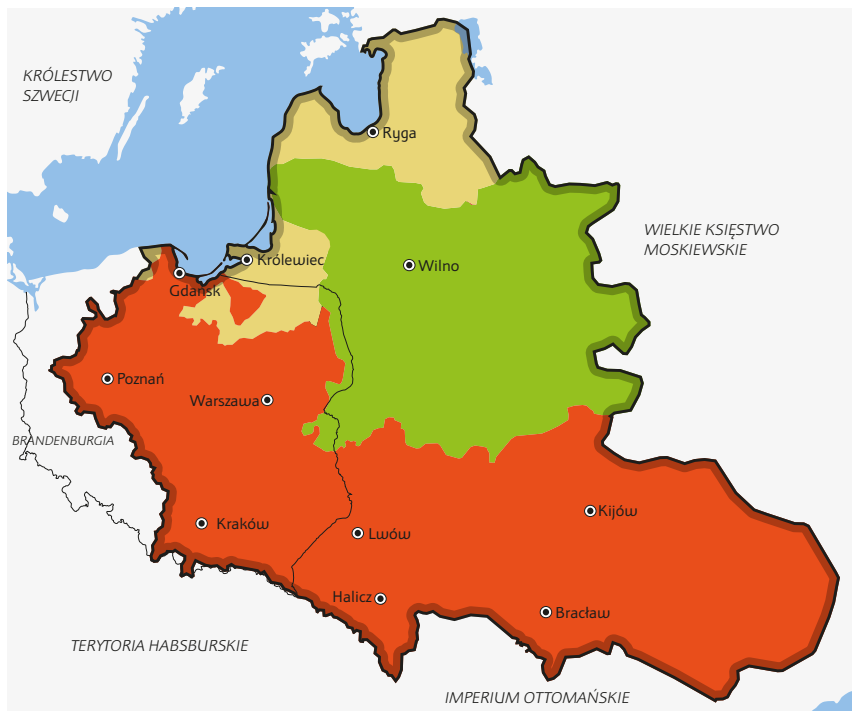 KRÓLESTWO
SZWECJI
Ryga
WIELKIE KSIĘSTWO
MOSKIEWSKIE
Królewiec
Wilno
Gdańsk
Poznań
Warszawa
BRANDENBURGIA
Kijów
Kraków
Lwów
Halicz
Bracław
TERYTORIA HABSBURSKIE
IMPERIUM OTTOMAŃSKIE